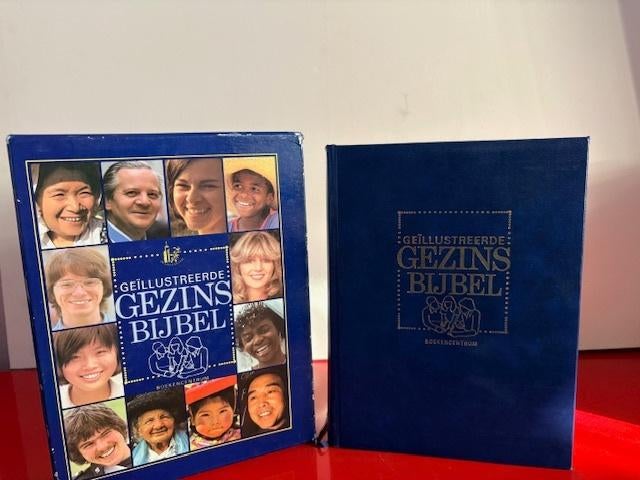 GEÏLLUSTREERDE
GEZINS
BIJBEL
BOEKENCENTRUM
GEÏLLUSTREERDE
GEZINS
BIJBEL
BOEKENCENTRUM